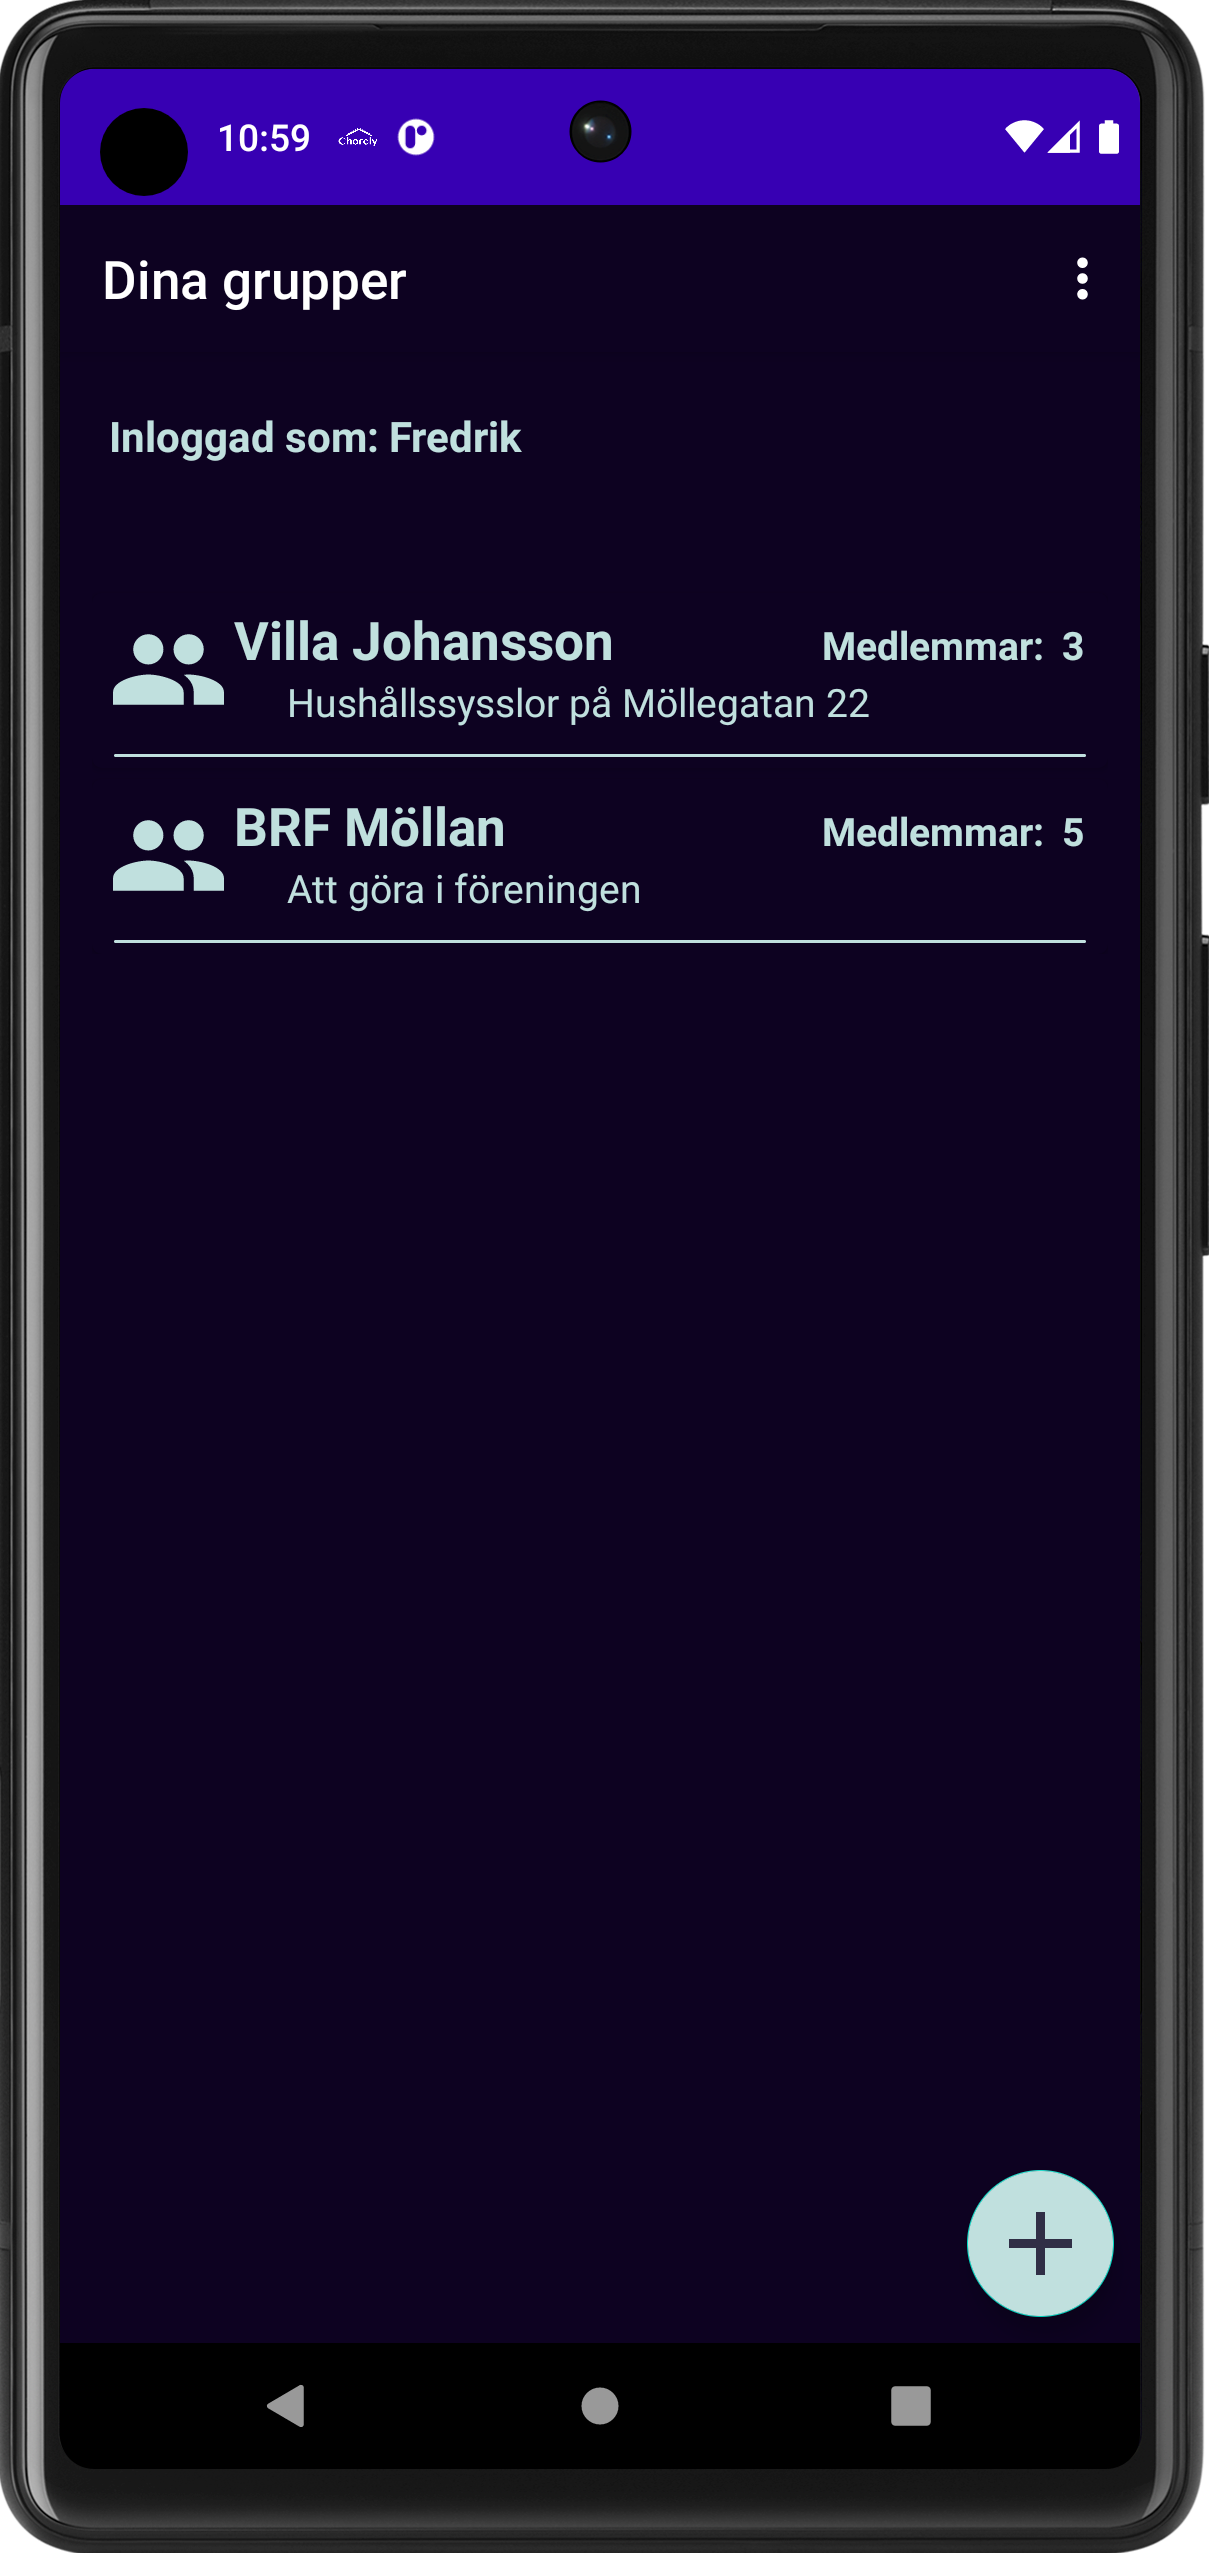 10:59 Chorely
Dina grupper
Inloggad som: Fredrik
Villa Johansson Medlemmar: 3
Hushållssysslor på Möllegatan 22
BRF Möllan Medlemmar: 5
Att göra i föreningen